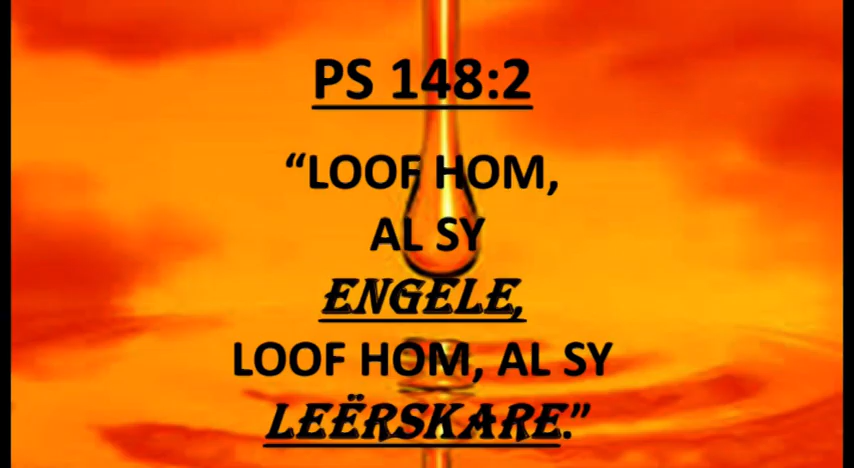 PS 148:2
“LOOF HOM,
AL SY
ENGELE,
LOOF HOM, AL SY
LEËRSKARE.”